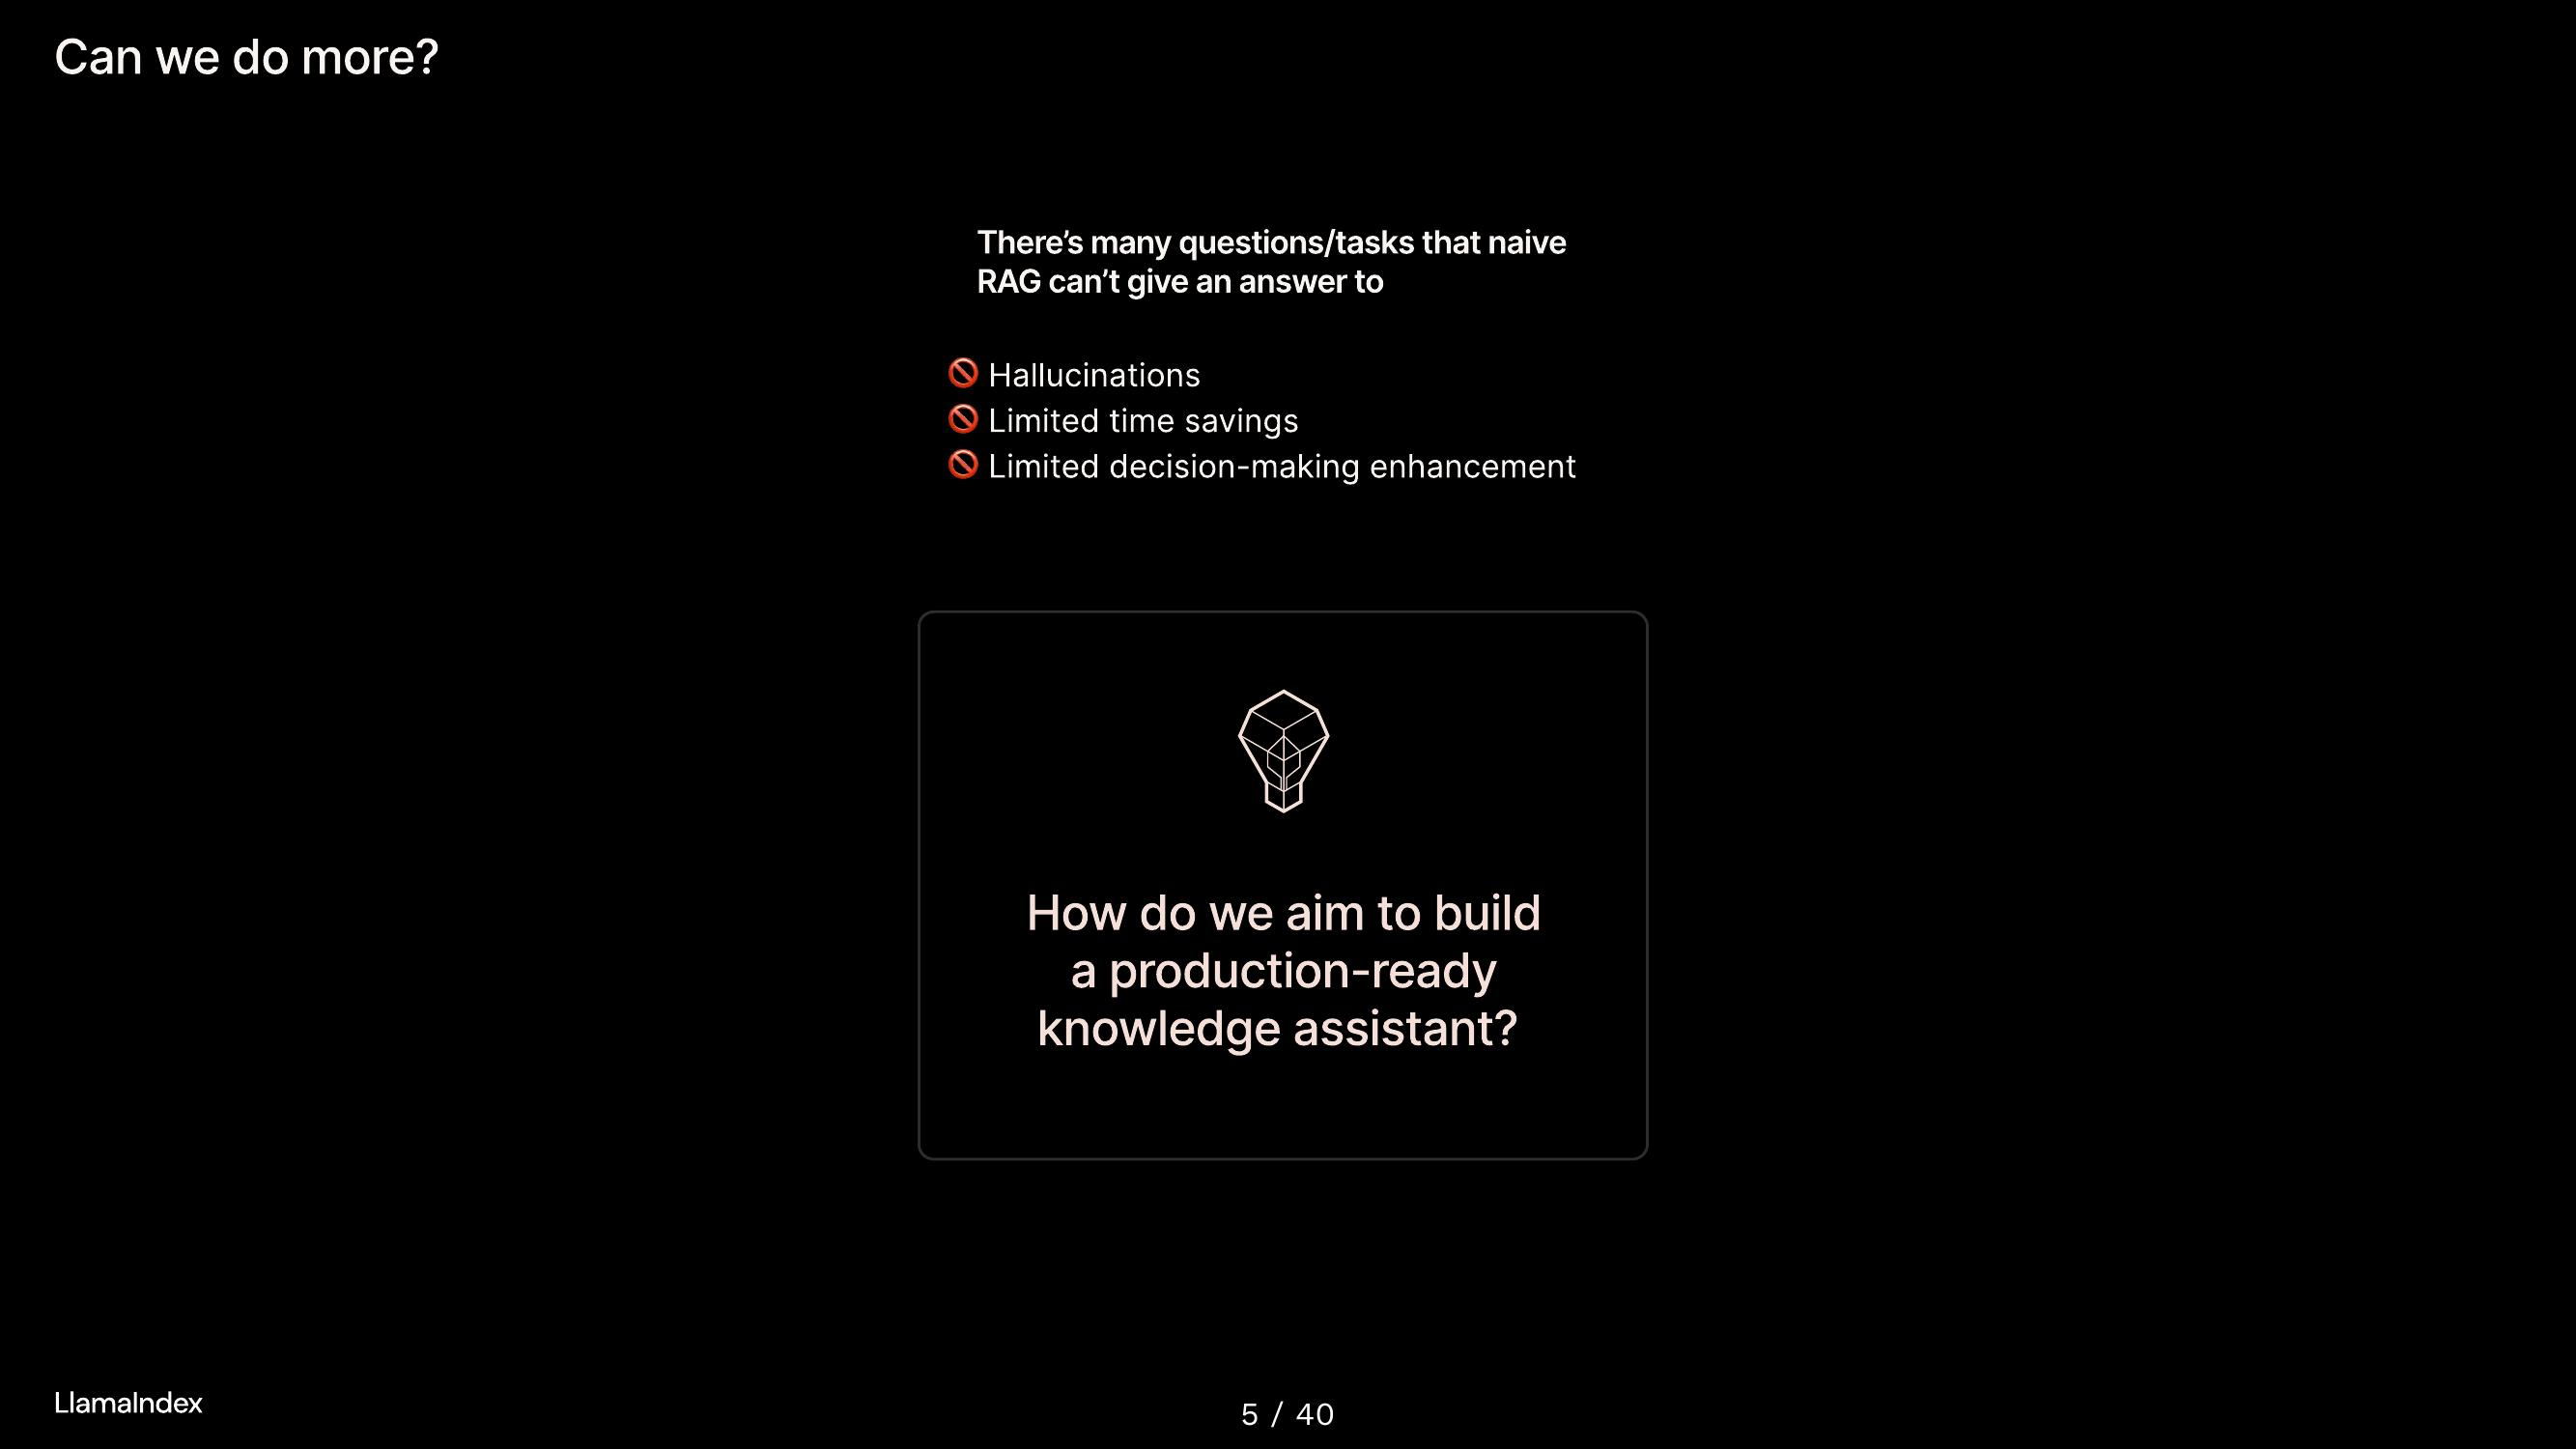 Can we do more?
There’s many questions/tasks that naive
RAG can’t give an answer to
🚫 Hallucinations
🚫 Limited time savings
🚫 Limited decision-making enhancement
How do we aim to build
a production-ready
knowledge assistant?
LlamaIndex
5 / 40